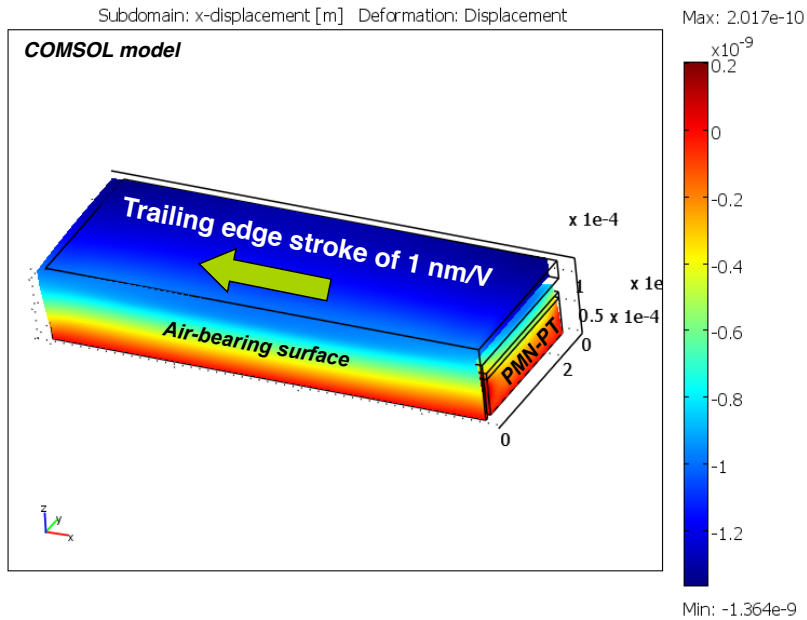 Subdomain: x-displacement [m] Deformation: Displacement
Max: 2.017e-10
COMSOL model
x10-9
0.2
0
-0.2
-0.4
-0.6
-0.8
-1
-1.2
Min: -1.364e-9
Trailing edge stroke of 1 nm/V
Air-bearing surface
PMN-PT
x 1e-4
x 1e
1
0.5 x 1e-4
0
2
0
z
y
x